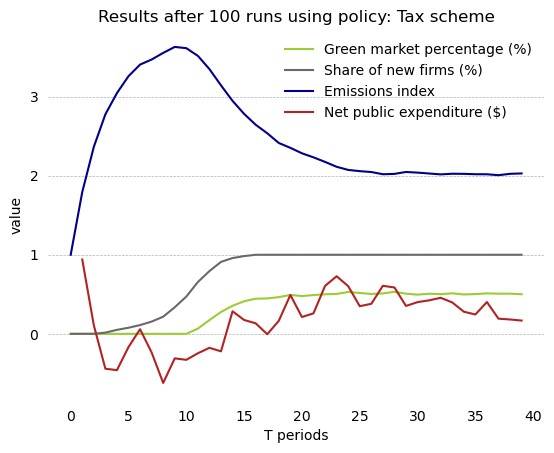 Results after 100 runs using policy: Tax scheme
Green market percentage (%)
Share of new firms (%)
Emissions index
Net public expenditure ($)
3
2
1
0
value
0 5 10 15 20 25 30 35 40
T periods